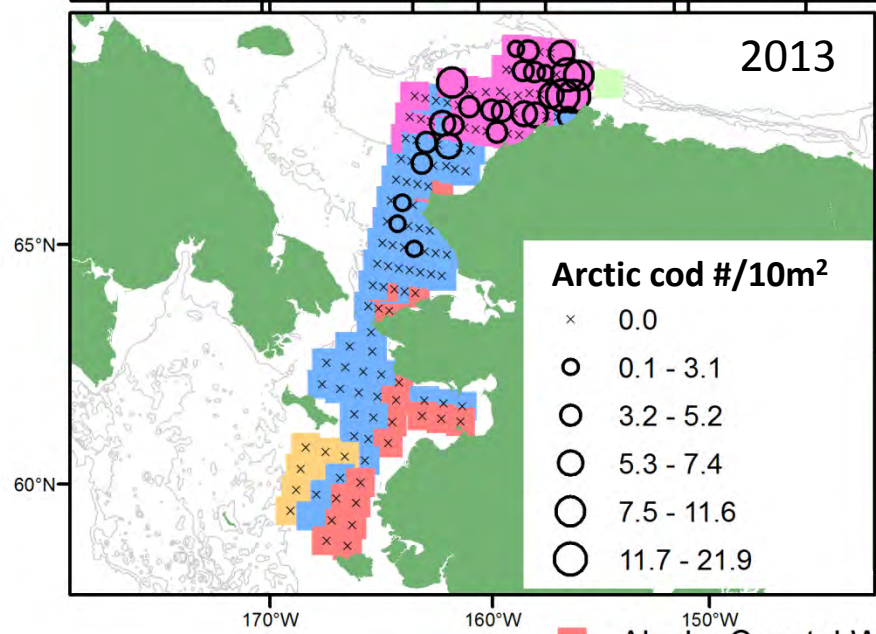 2013
65°N
60°N
Arctic cod #/10m²
0.0
0.1 - 3.1
3.2 - 5.2
5.3 - 7.4
7.5 - 11.6
11.7 - 21.9
170°W
160°W
150°W